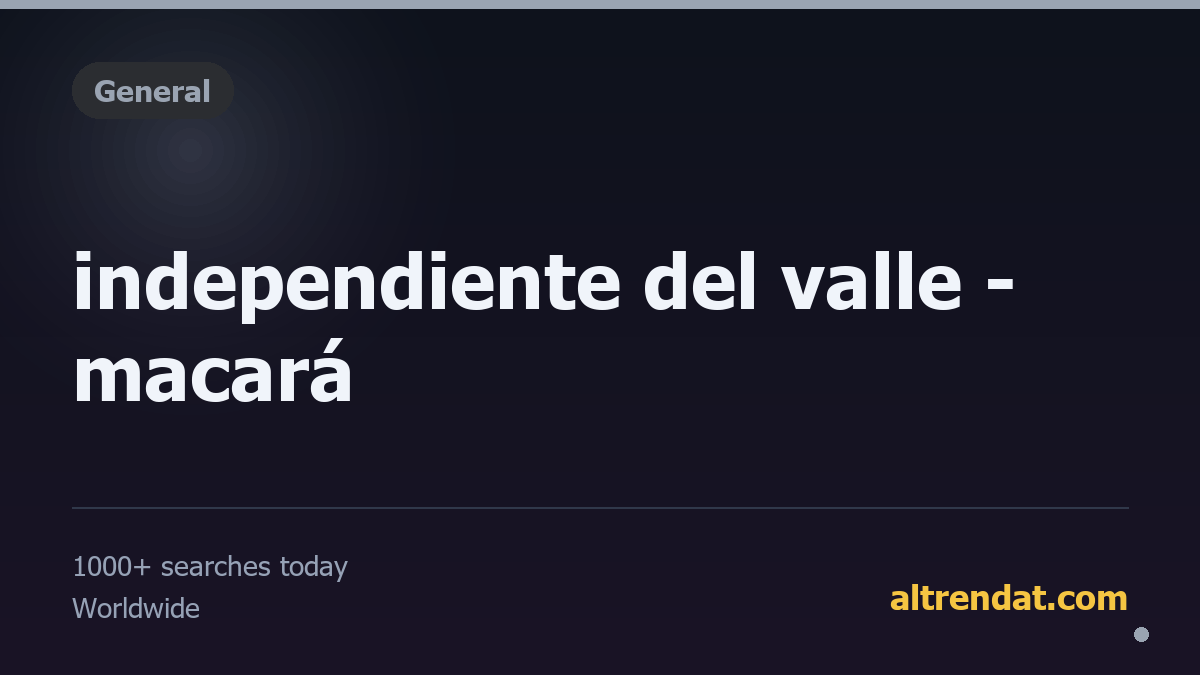 General
independiente del valle -
macará
1000+ searches today
Worldwide
altrendat.com